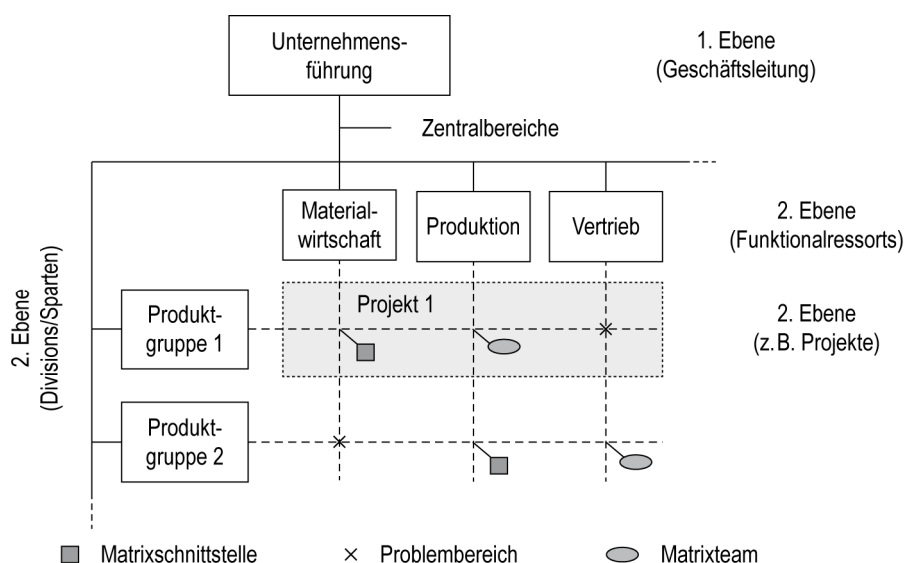 Unternehmens-
führung
1. Ebene
(Geschäftsleitung)
Zentralbereiche
Material-
wirtschaft
Produktion
Vertrieb
2. Ebene
(Funktionalressorts)
2. Ebene
(Divisions/Sparten)
Produkt-
gruppe 1
Projekt 1
2. Ebene
(z.B. Projekte)
Produkt-
gruppe 2
Matrixschnittstelle
Problembereich
Matrixteam